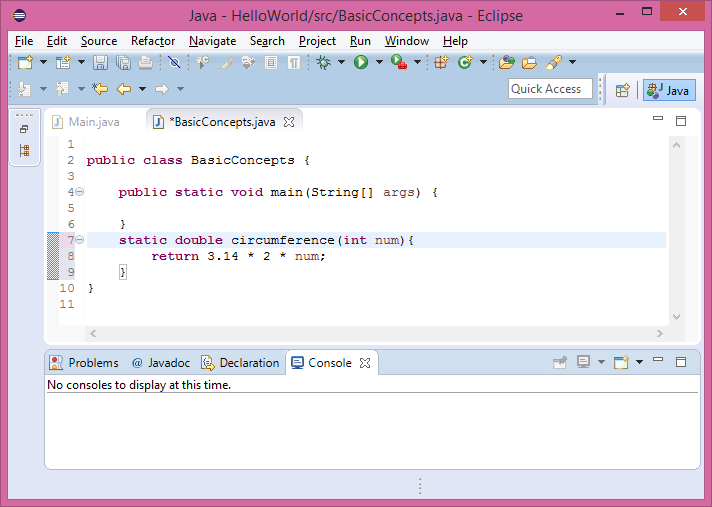 Java - HelloWorld/src/BasicConcepts.java - Eclipse
File Edit Source Refactor Navigate Search Project Run Window Help
Quick Access Java
Main.java *BasicConcepts.java
1
2 public class BasicConcepts {
3
4 public static void main(String[] args) {
5
6 }
7 static double circumference(int num){
8 return 3.14 * 2 * num;
9 }
10 }
11
Problems @ Javadoc Declaration Console
No consoles to display at this time.